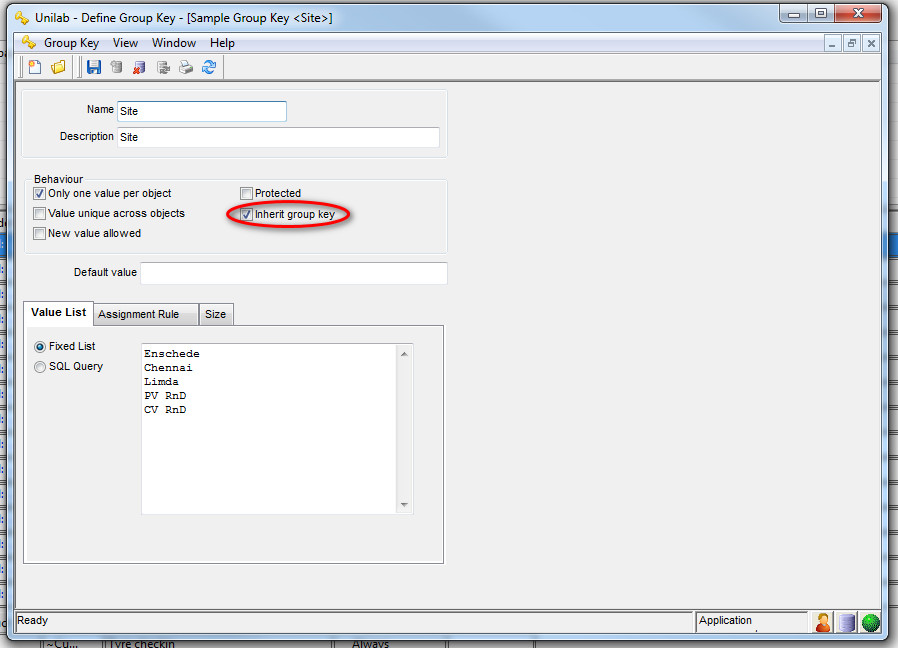 Unilab - Define Group Key - [Sample Group Key <Site>]
Group Key View Window Help
Name Site
Description Site
Behaviour
Only one value per object Protected
Value unique across objects Inherit group key
New value allowed
Default value
Value List Assignment Rule Size
Fixed List
SQL Query
Enschede
Chennai
Limda
PV RnD
CV RnD
Ready Application
~Cu... Tyre checkin Always